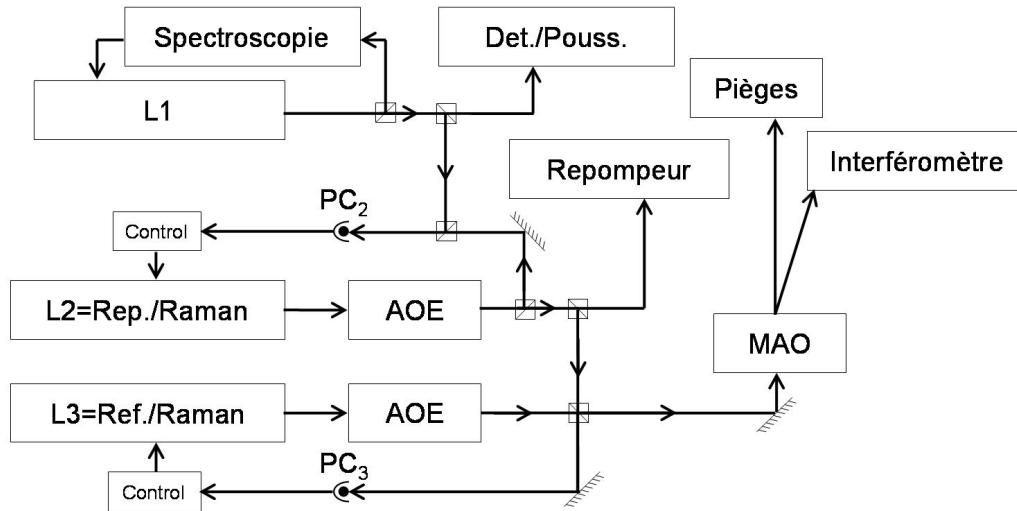 Spectroscopie
Det./Pouss.
L1
Pièges
Interféromètre
Repompeur
PC2
Control
L2=Rep./Raman
AOE
MAO
L3=Ref./Raman
AOE
PC3
Control